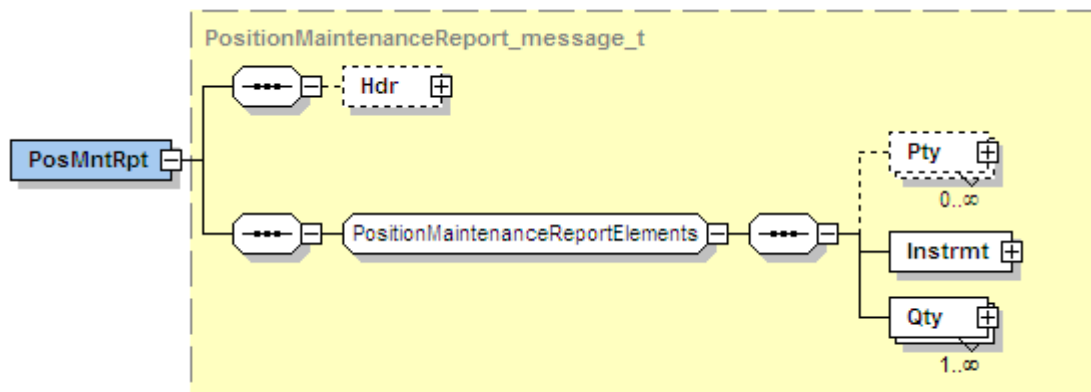 PositionMaintenanceReport_message_t
Hdr
PosMntRpt
Pty
0..∞
PositionMaintenanceReportElements
Instrmt
Qty
1..∞